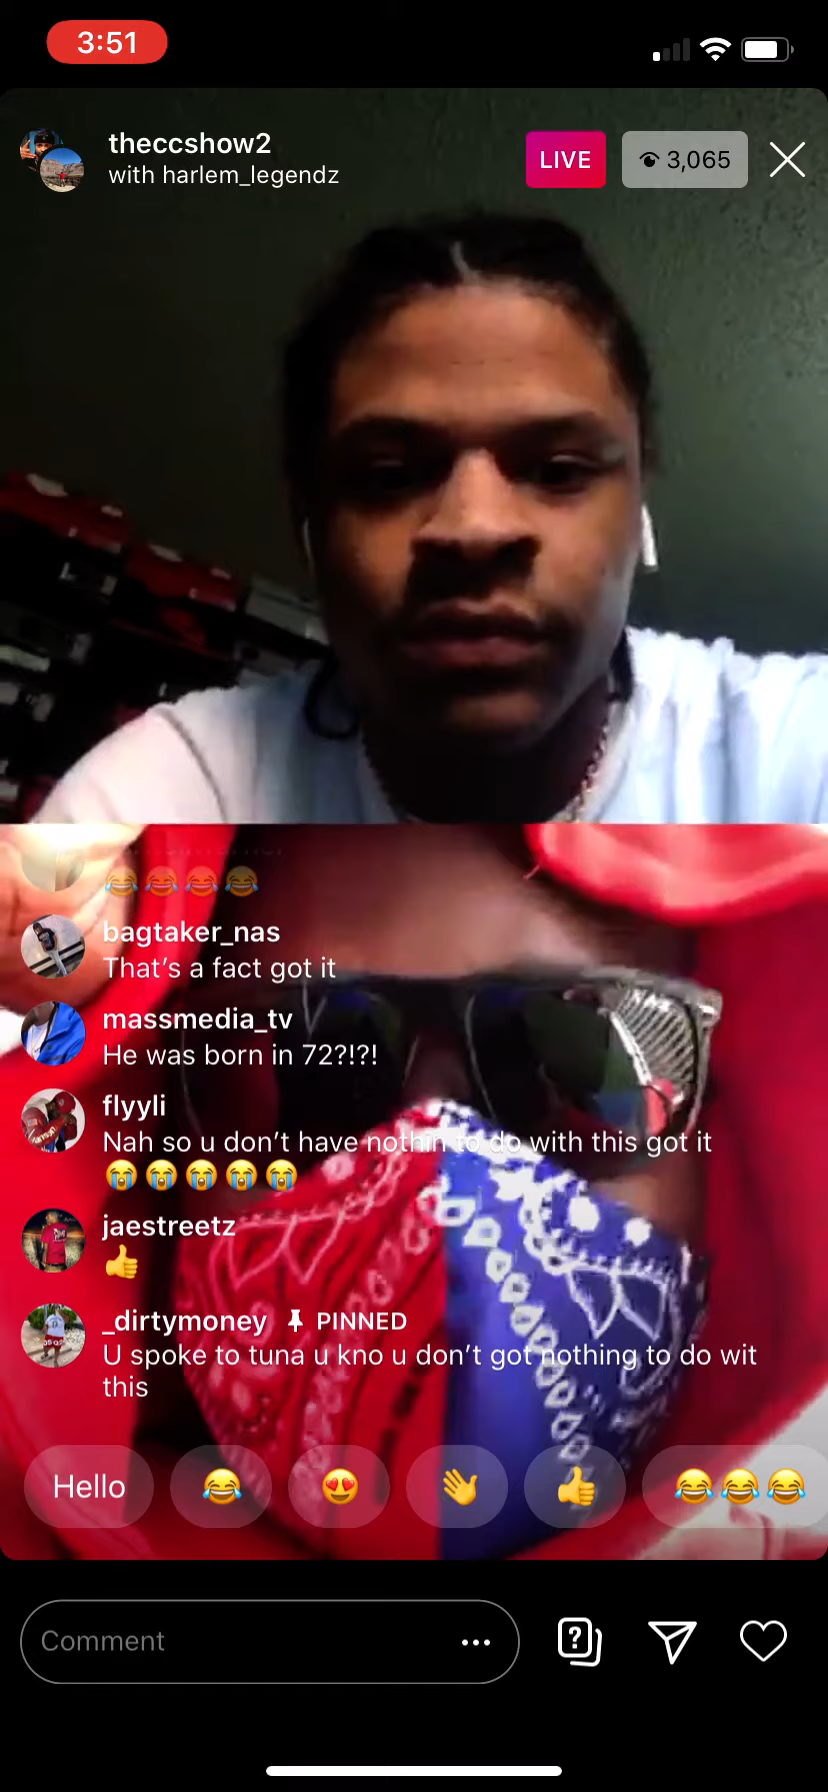 3:51
theccshow2
with harlem_legendz
LIVE
3,065
😂😂😂😂
bagtaker_nas
That's a fact got it
massmedia_tv
He was born in 72?!?!
flyyli
Nah so u don't have nothin to do with this got it
😭😭😭😭😭
jaestreetz
👍
_dirtymoney PINNED
U spoke to tuna u kno u don't got nothing to do wit
this
Hello 😂 😍 👋 👍 😂😂😂
Comment